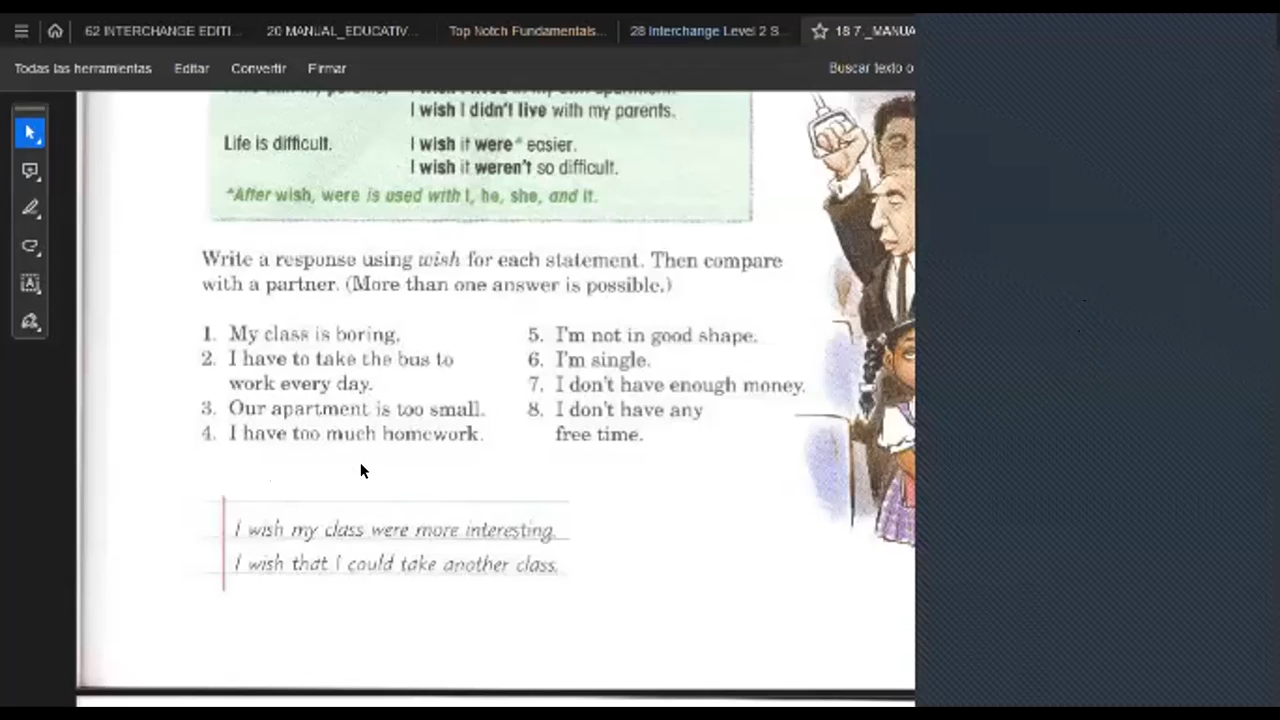 62 INTERCHANGE EDITI... 20 MANUAL_EDUCATIV... Top Notch Fundamentals... 28 Interchange Level 2 S... 18 7._MANUA
Todas las herramientas Editar Convertir Firmar Buscar texto o
I wish I didn't live with my parents.
Life is difficult. I wish it were* easier.
I wish it weren't so difficult.
*After wish, were is used with I, he, she, and it.
Write a response using wish for each statement. Then compare
with a partner. (More than one answer is possible.)
1. My class is boring.
2. I have to take the bus to
work every day.
3. Our apartment is too small.
4. I have too much homework.
5. I'm not in good shape.
6. I'm single.
7. I don't have enough money.
8. I don't have any
free time.
I wish my class were more interesting.
I wish that I could take another class.